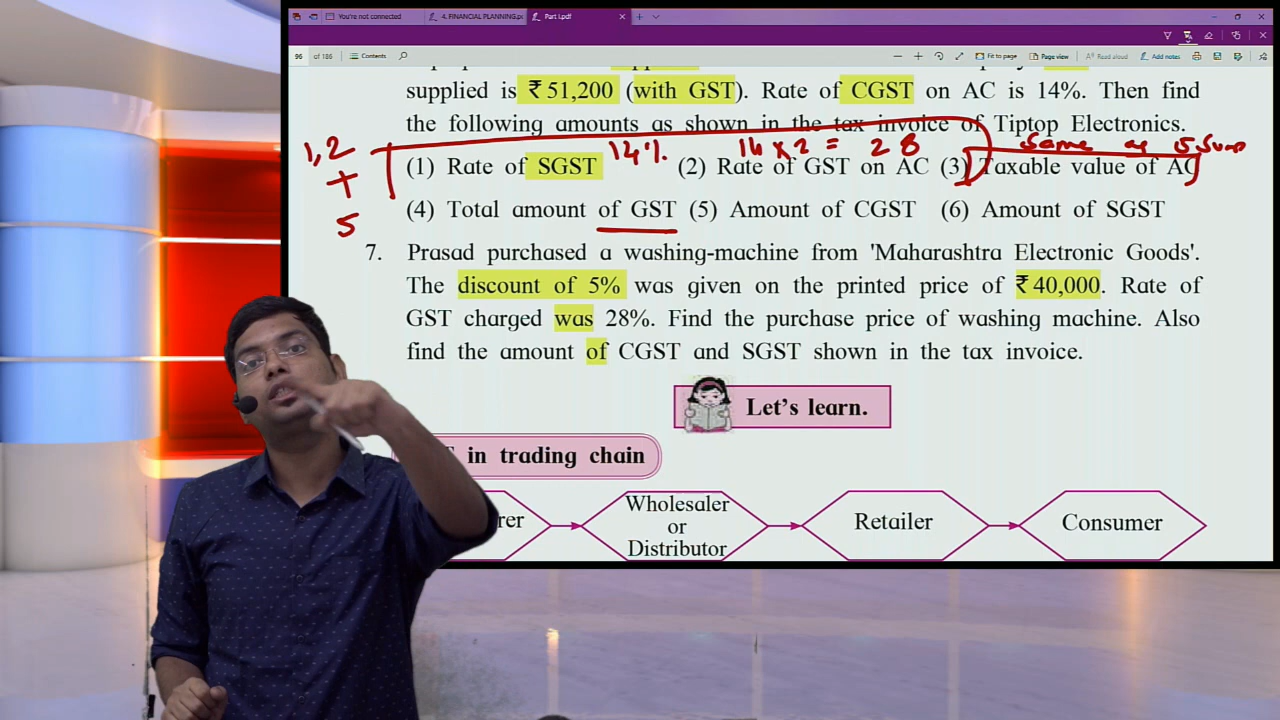 You're not connected
4. FINANCIAL PLANNING.pc
Part I.pdf
96 of 186
Contents
Fit to page
Page view
Read aloud
Add notes
supplied is ₹ 51,200 (with GST). Rate of CGST on AC is 14%. Then find
the following amounts as shown in the tax invoice of Tiptop Electronics.
1,2
+
5
14%
14 x 2 = 28
Same as 5 sum
(1) Rate of SGST (2) Rate of GST on AC (3) Taxable value of AC
(4) Total amount of GST (5) Amount of CGST (6) Amount of SGST
7. Prasad purchased a washing-machine from 'Maharashtra Electronic Goods'.
The discount of 5% was given on the printed price of ₹ 40,000. Rate of
GST charged was 28%. Find the purchase price of washing machine. Also
find the amount of CGST and SGST shown in the tax invoice.
Let's learn.
in trading chain
Wholesaler
or
Distributor
Retailer
Consumer